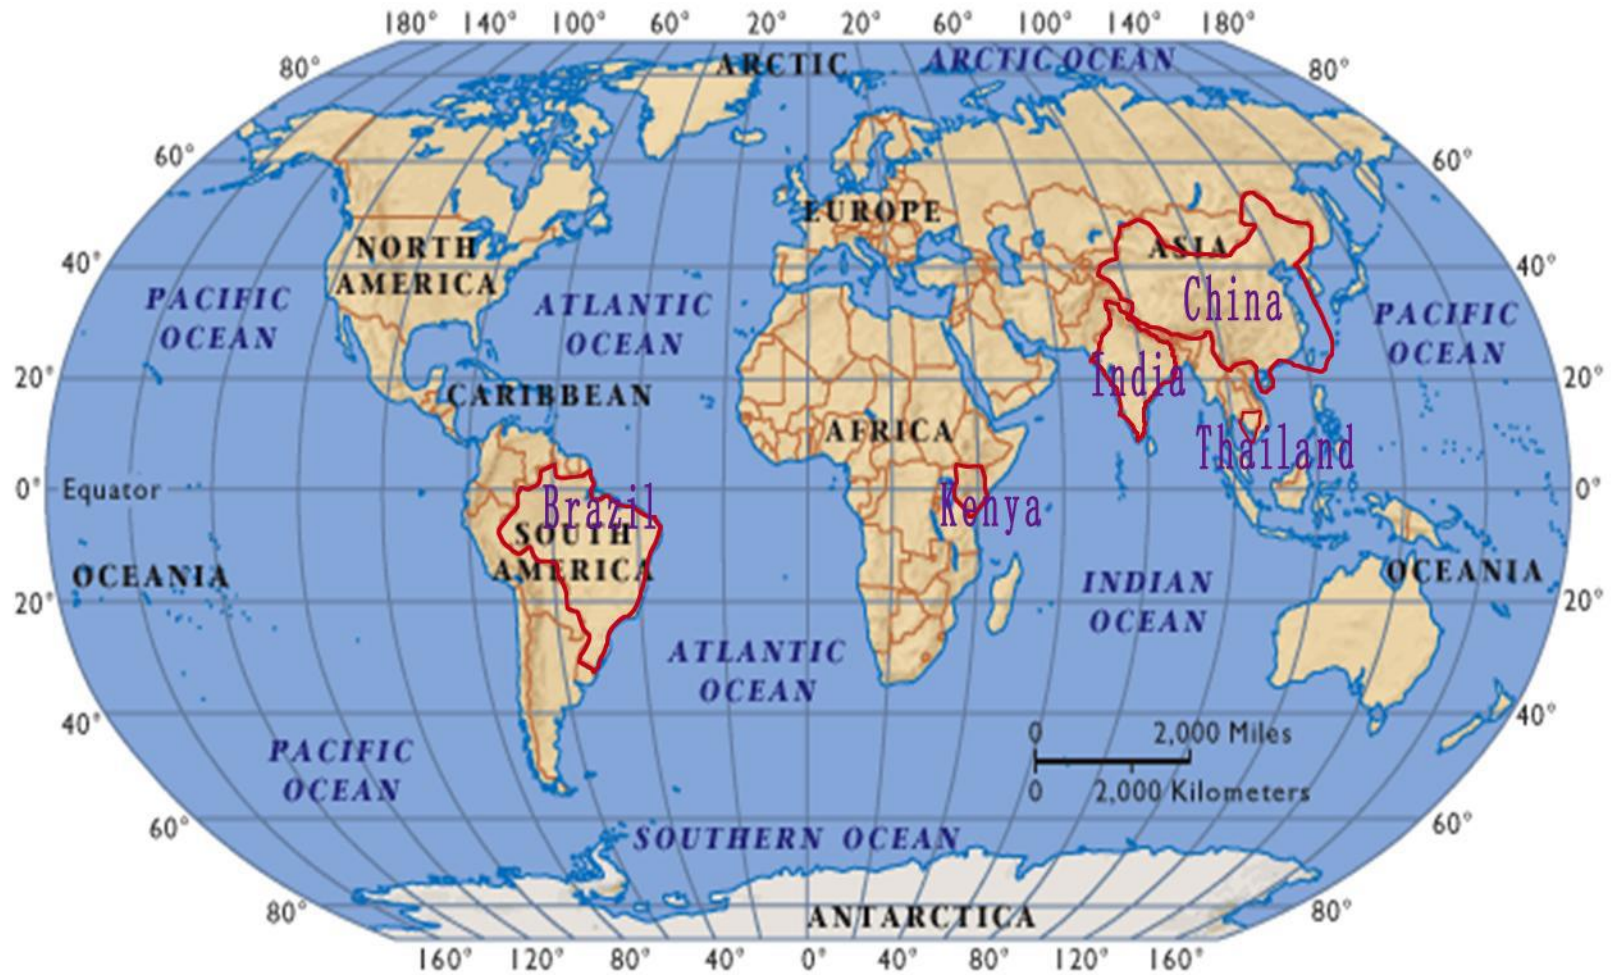 180° 140° 100° 60° 20° 20° 60° 100° 140° 180°
ARCTIC
ARCTIC OCEAN
80°
80°
60°
60°
EUROPE
NORTH
AMERICA
ASIA
40°
40°
China
PACIFIC
OCEAN
ATLANTIC
OCEAN
PACIFIC
OCEAN
India
20°
20°
CARIBBEAN
AFRICA
Thailand
0°
Equator
0°
Brazil
Kenya
SOUTH
AMERICA
OCEANIA
OCEANIA
INDIAN
OCEAN
20°
20°
ATLANTIC
OCEAN
40°
40°
0 2,000 Miles
0 2,000 Kilometers
PACIFIC
OCEAN
60°
60°
SOUTHERN OCEAN
80°
80°
ANTARCTICA
160° 120° 80° 40° 0° 40° 80° 120° 160°